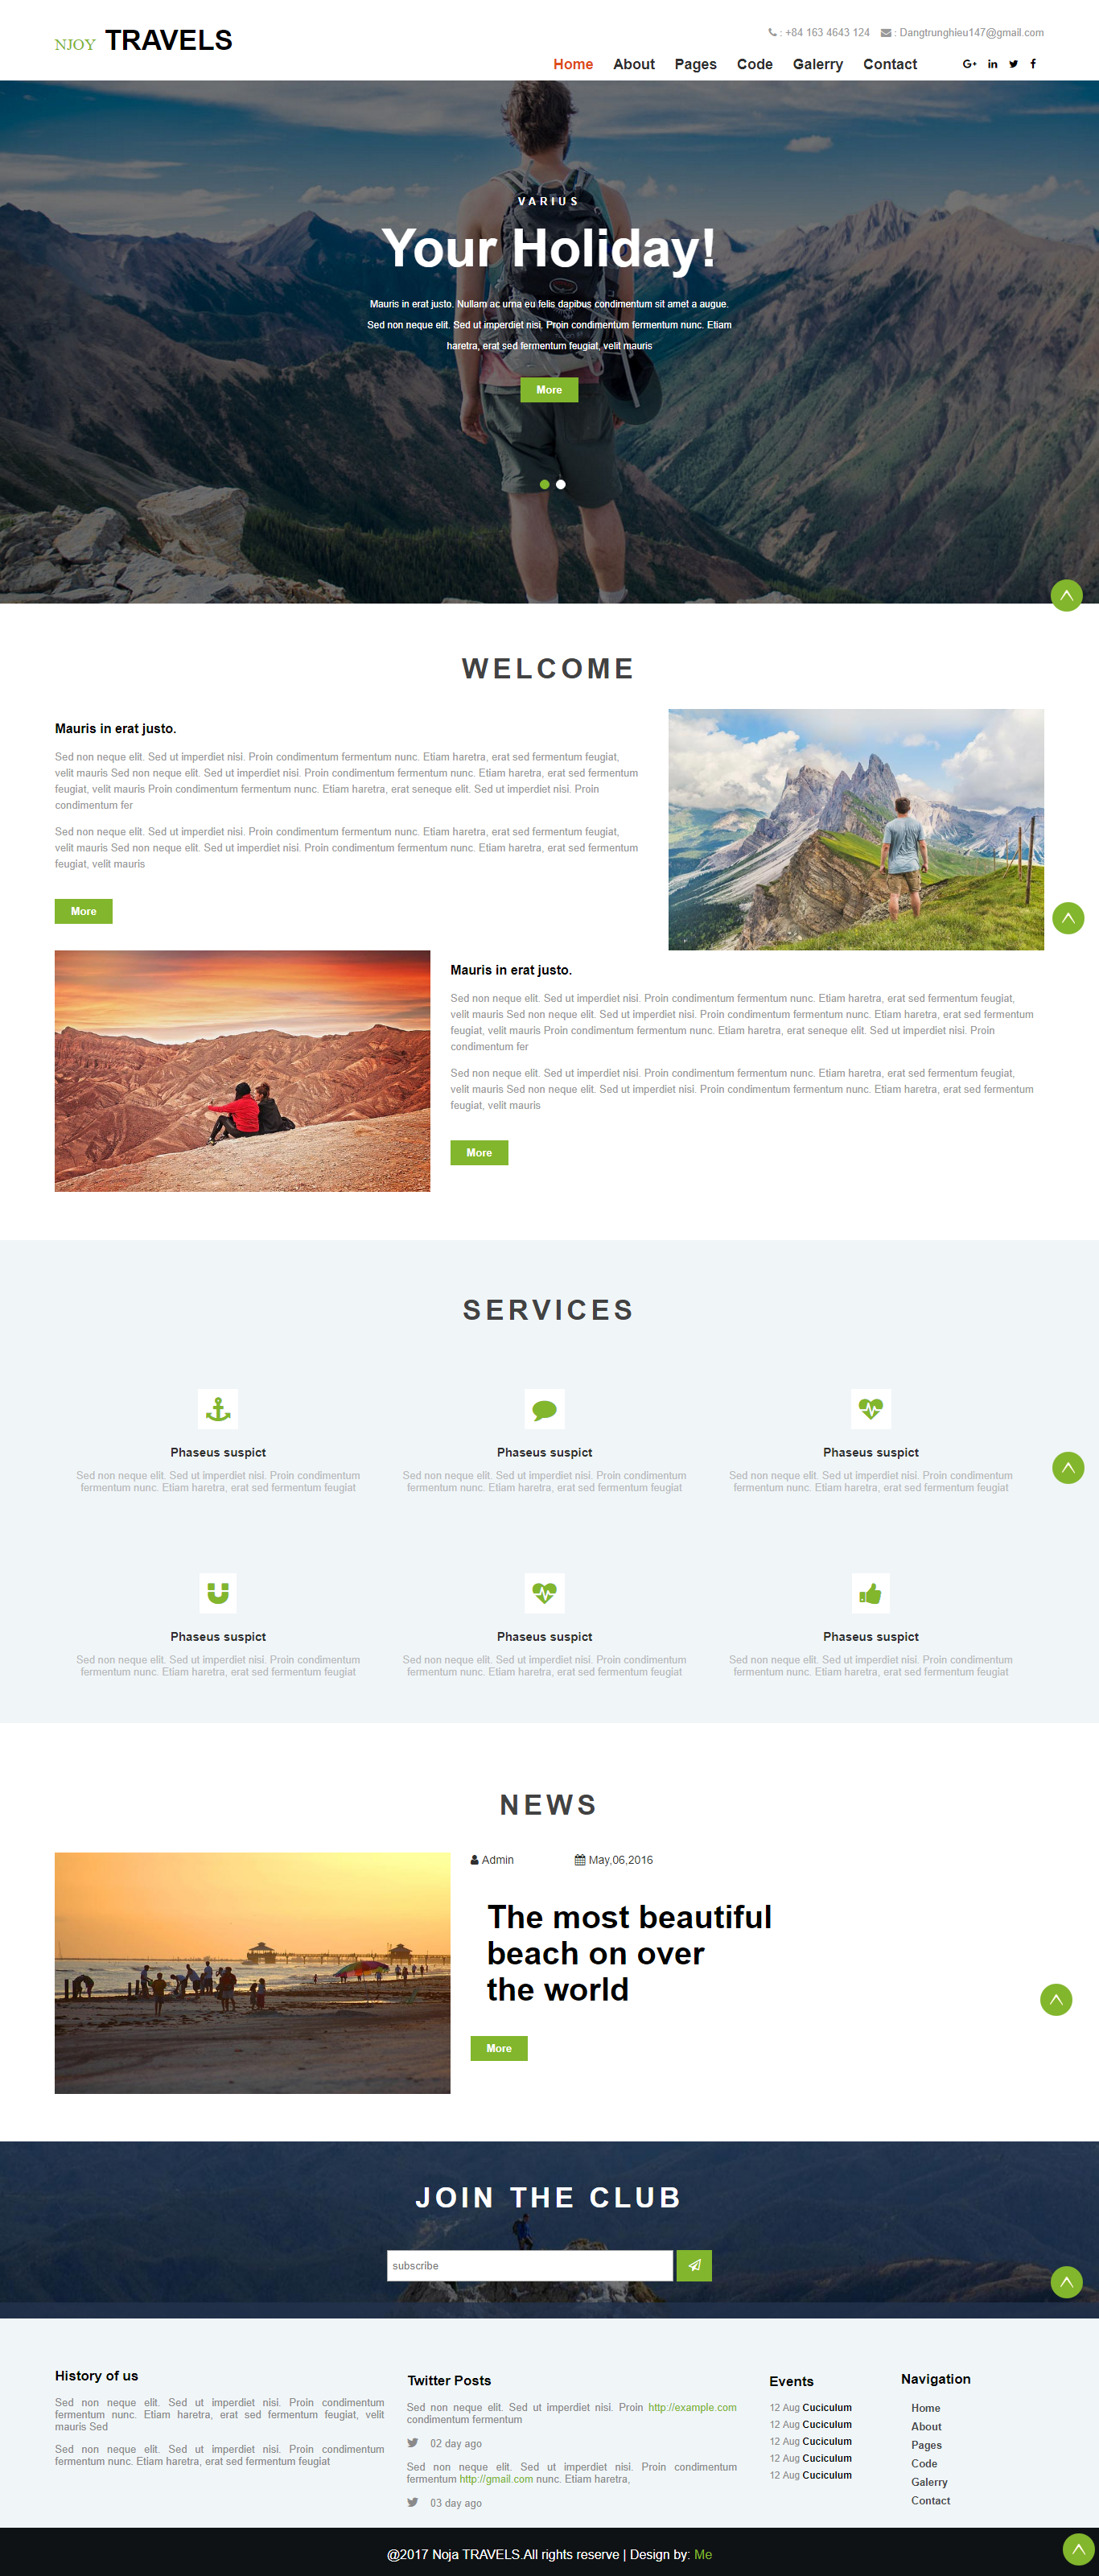 NJOY TRAVELS
: +84 163 4643 124 : Dangtrunghieu147@gmail.com
Home About Pages Code Galerry Contact
VARIUS
Your Holiday!
Mauris in erat justo. Nullam ac urna eu felis dapibus condimentum sit amet a augue.
Sed non neque elit. Sed ut imperdiet nisi. Proin condimentum fermentum nunc. Etiam
haretra, erat sed fermentum feugiat, velit mauris
More
WELCOME
Mauris in erat justo.
Sed non neque elit. Sed ut imperdiet nisi. Proin condimentum fermentum nunc. Etiam haretra, erat sed fermentum feugiat,
velit mauris Sed non neque elit. Sed ut imperdiet nisi. Proin condimentum fermentum nunc. Etiam haretra, erat sed fermentum
feugiat, velit mauris Proin condimentum fermentum nunc. Etiam haretra, erat seneque elit. Sed ut imperdiet nisi. Proin
condimentum fer
Sed non neque elit. Sed ut imperdiet nisi. Proin condimentum fermentum nunc. Etiam haretra, erat sed fermentum feugiat,
velit mauris Sed non neque elit. Sed ut imperdiet nisi. Proin condimentum fermentum nunc. Etiam haretra, erat sed fermentum
feugiat, velit mauris
More
Mauris in erat justo.
Sed non neque elit. Sed ut imperdiet nisi. Proin condimentum fermentum nunc. Etiam haretra, erat sed fermentum feugiat,
velit mauris Sed non neque elit. Sed ut imperdiet nisi. Proin condimentum fermentum nunc. Etiam haretra, erat sed fermentum
feugiat, velit mauris Proin condimentum fermentum nunc. Etiam haretra, erat seneque elit. Sed ut imperdiet nisi. Proin
condimentum fer
Sed non neque elit. Sed ut imperdiet nisi. Proin condimentum fermentum nunc. Etiam haretra, erat sed fermentum feugiat,
velit mauris Sed non neque elit. Sed ut imperdiet nisi. Proin condimentum fermentum nunc. Etiam haretra, erat sed fermentum
feugiat, velit mauris
More
SERVICES
Phaseus suspict
Sed non neque elit. Sed ut imperdiet nisi. Proin condimentum
fermentum nunc. Etiam haretra, erat sed fermentum feugiat
Phaseus suspict
Sed non neque elit. Sed ut imperdiet nisi. Proin condimentum
fermentum nunc. Etiam haretra, erat sed fermentum feugiat
Phaseus suspict
Sed non neque elit. Sed ut imperdiet nisi. Proin condimentum
fermentum nunc. Etiam haretra, erat sed fermentum feugiat
Phaseus suspict
Sed non neque elit. Sed ut imperdiet nisi. Proin condimentum
fermentum nunc. Etiam haretra, erat sed fermentum feugiat
Phaseus suspict
Sed non neque elit. Sed ut imperdiet nisi. Proin condimentum
fermentum nunc. Etiam haretra, erat sed fermentum feugiat
Phaseus suspict
Sed non neque elit. Sed ut imperdiet nisi. Proin condimentum
fermentum nunc. Etiam haretra, erat sed fermentum feugiat
NEWS
Admin May,06,2016
The most beautiful
beach on over
the world
More
JOIN THE CLUB
subscribe
History of us
Sed non neque elit. Sed ut imperdiet nisi. Proin condimentum
fermentum nunc. Etiam haretra, erat sed fermentum feugiat, velit
mauris Sed
Sed non neque elit. Sed ut imperdiet nisi. Proin condimentum
fermentum nunc. Etiam haretra, erat sed fermentum feugiat
Twitter Posts
Sed non neque elit. Sed ut imperdiet nisi. Proin http://example.com
condimentum fermentum
02 day ago
Sed non neque elit. Sed ut imperdiet nisi. Proin condimentum
fermentum http://gmail.com nunc. Etiam haretra,
03 day ago
Events
12 Aug Cuciculum
12 Aug Cuciculum
12 Aug Cuciculum
12 Aug Cuciculum
12 Aug Cuciculum
Navigation
Home
About
Pages
Code
Galerry
Contact
@2017 Noja TRAVELS.All rights reserve | Design by: Me